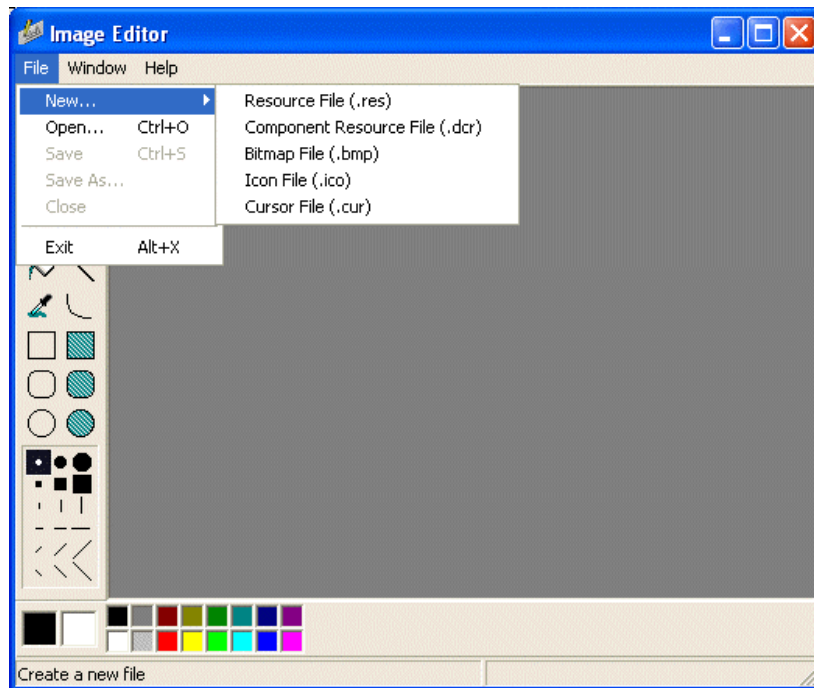 Image Editor
File Window Help
New... Resource File (.res)
Open... Ctrl+O Component Resource File (.dcr)
Save Ctrl+S Bitmap File (.bmp)
Save As... Icon File (.ico)
Close Cursor File (.cur)
Exit Alt+X
Create a new file